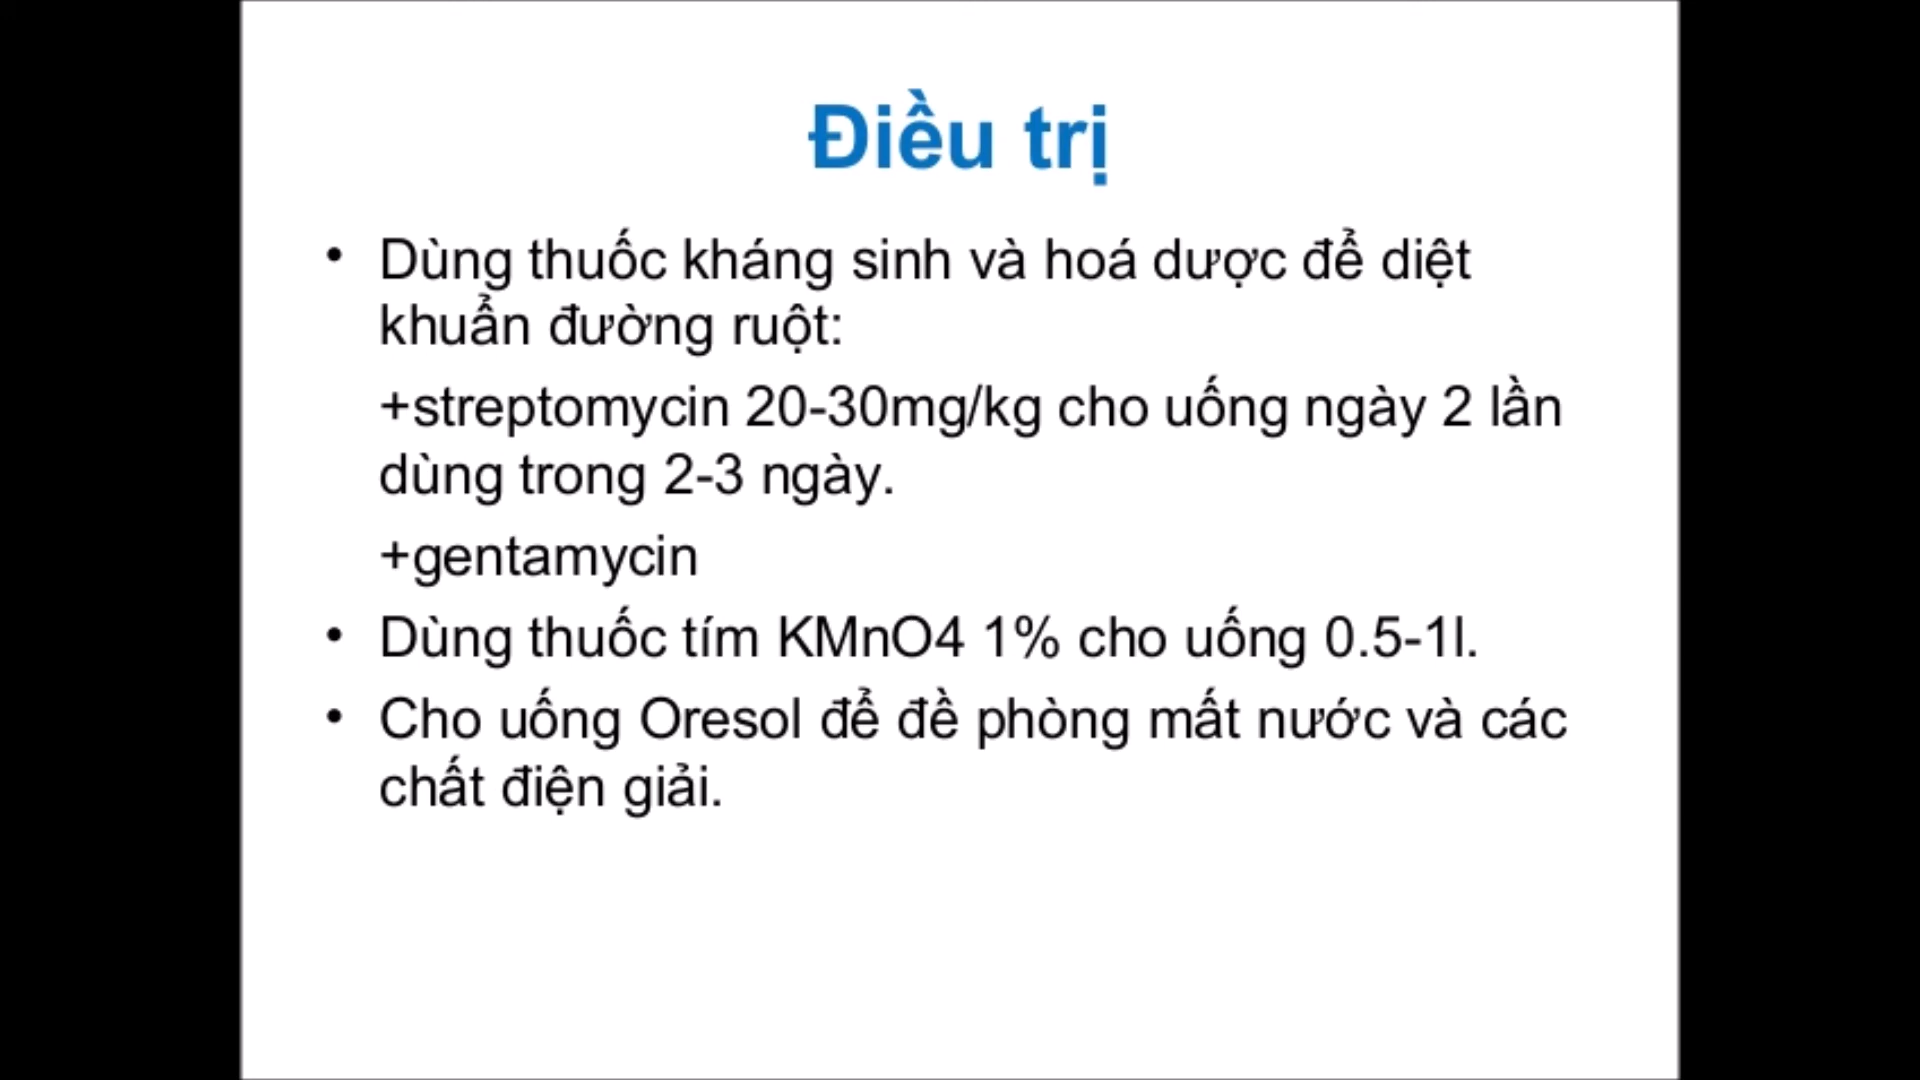 Điều trị
• Dùng thuốc kháng sinh và hoá dược để diệt
khuẩn đường ruột:
+streptomycin 20-30mg/kg cho uống ngày 2 lần
dùng trong 2-3 ngày.
+gentamycin
• Dùng thuốc tím KMnO4 1% cho uống 0.5-1l.
• Cho uống Oresol để đề phòng mất nước và các
chất điện giải.